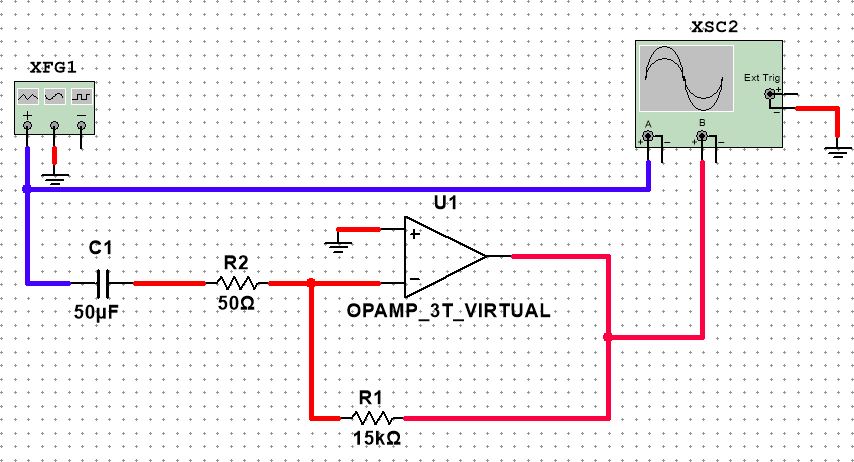 XSC2
XFG1
Ext Trig
+
−
+ −
A B
+ − + −
U1
+
C1
R2
−
50µF
50Ω
OPAMP_3T_VIRTUAL
R1
15kΩ